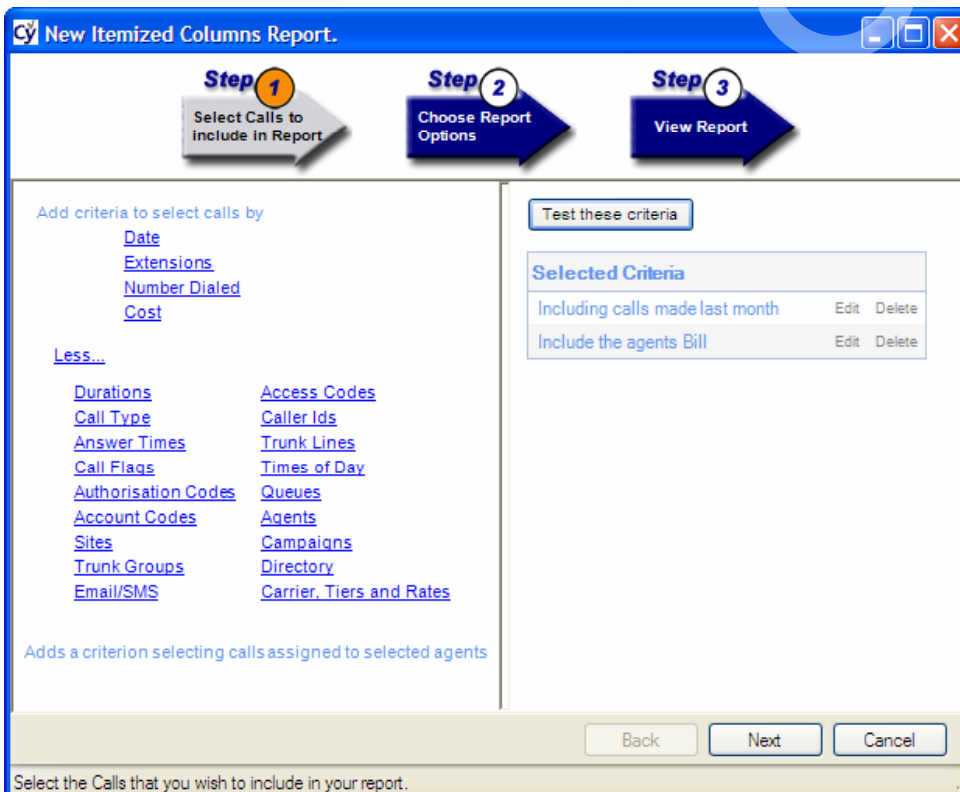 Cy New Itemized Columns Report.
Step 1
Select Calls to
include in Report
Step 2
Choose Report
Options
Step 3
View Report
Add criteria to select calls by
Date
Extensions
Number Dialed
Cost
Less...
Durations
Call Type
Answer Times
Call Flags
Authorisation Codes
Account Codes
Sites
Trunk Groups
Email/SMS
Access Codes
Caller Ids
Trunk Lines
Times of Day
Queues
Agents
Campaigns
Directory
Carrier, Tiers and Rates
Adds a criterion selecting calls assigned to selected agents
Test these criteria
Selected Criteria
Including calls made last month Edit Delete
Include the agents Bill Edit Delete
Back Next Cancel
Select the Calls that you wish to include in your report.